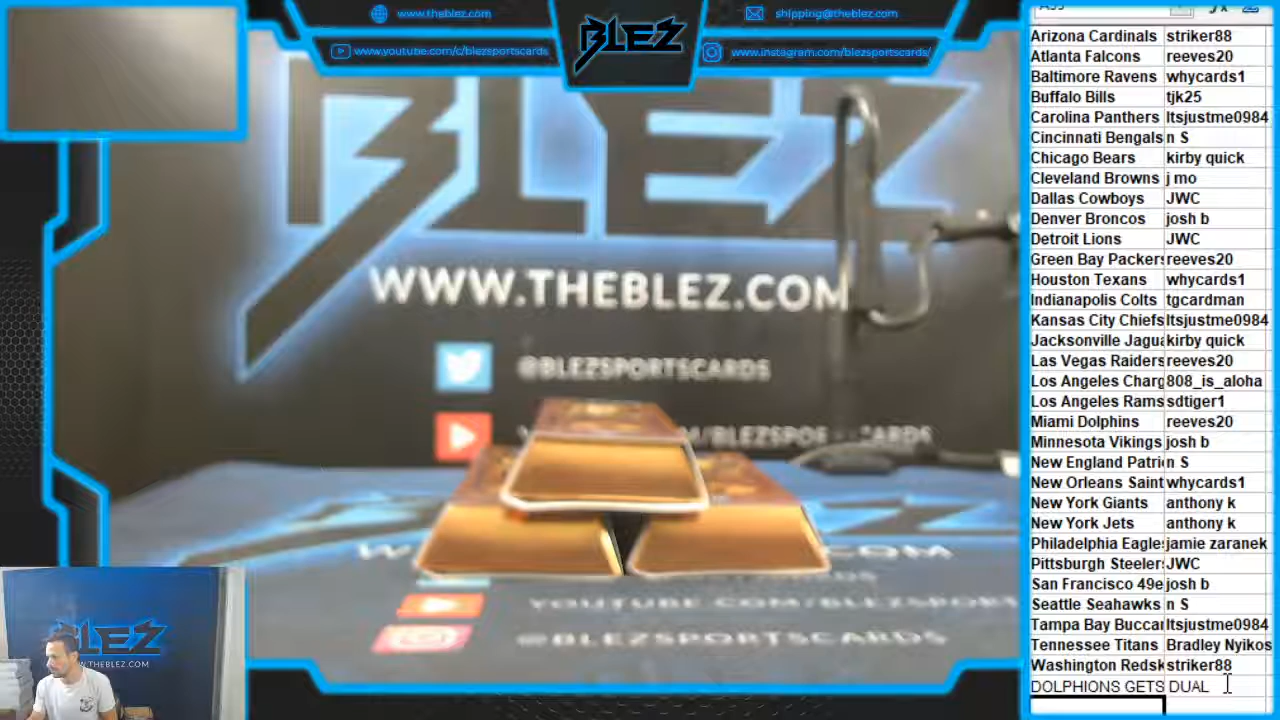 www.theblez.com
www.youtube.com/c/blezsportscards
BLEZ
shipping@theblez.com
www.instagram.com/blezsportscards/
BLEZ
WWW.THEBLEZ.COM
@BLEZSPORTSCARDS
YOUTUBE.COM/BLEZSPO
@BLEZSPORTSCARDS
BLEZ
WWW.THEBLEZ.COM
Arizona Cardinals striker88
Atlanta Falcons reeves20
Baltimore Ravens whycards1
Buffalo Bills tjk25
Carolina Panthers Itsjustme0984
Cincinnati Bengals n S
Chicago Bears kirby quick
Cleveland Browns j mo
Dallas Cowboys JWC
Denver Broncos josh b
Detroit Lions JWC
Green Bay Packers reeves20
Houston Texans whycards1
Indianapolis Colts tgcardman
Kansas City Chiefs Itsjustme0984
Jacksonville Jagua kirby quick
Las Vegas Raiders reeves20
Los Angeles Charg 808_is_aloha
Los Angeles Rams sdtiger1
Miami Dolphins reeves20
Minnesota Vikings josh b
New England Patri n S
New Orleans Saint whycards1
New York Giants anthony k
New York Jets anthony k
Philadelphia Eagle jamie zaranek
Pittsburgh Steeler JWC
San Francisco 49e josh b
Seattle Seahawks n S
Tampa Bay Buccar Itsjustme0984
Tennessee Titans Bradley Nyikos
Washington Redsk striker88
DOLPHIONS GETS DUAL